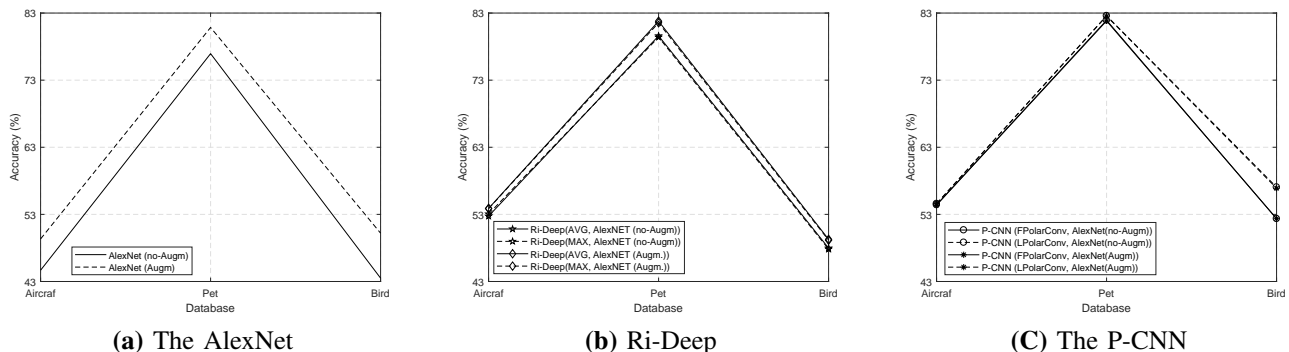 83
73
63
53
43
Accuracy (%)
AlexNet (no-Augm)
AlexNet (Augm)
Aircraf
Pet
Bird
Database
(a) The AlexNet
83
73
63
53
43
Accuracy (%)
Ri-Deep(AVG, AlexNET (no-Augm))
Ri-Deep(MAX, AlexNET (no-Augm))
Ri-Deep(AVG, AlexNET (Augm.))
Ri-Deep(MAX, AlexNET (Augm.))
Aircraf
Pet
Bird
Database
(b) Ri-Deep
83
73
63
53
43
Accuracy (%)
P-CNN (FPolarConv, AlexNet(no-Augm))
P-CNN (LPolarConv, AlexNet(no-Augm))
P-CNN (FPolarConv, AlexNet(Augm))
P-CNN (LPolarConv, AlexNet(Augm))
Aircraf
Pet
Bird
Database
(C) The P-CNN